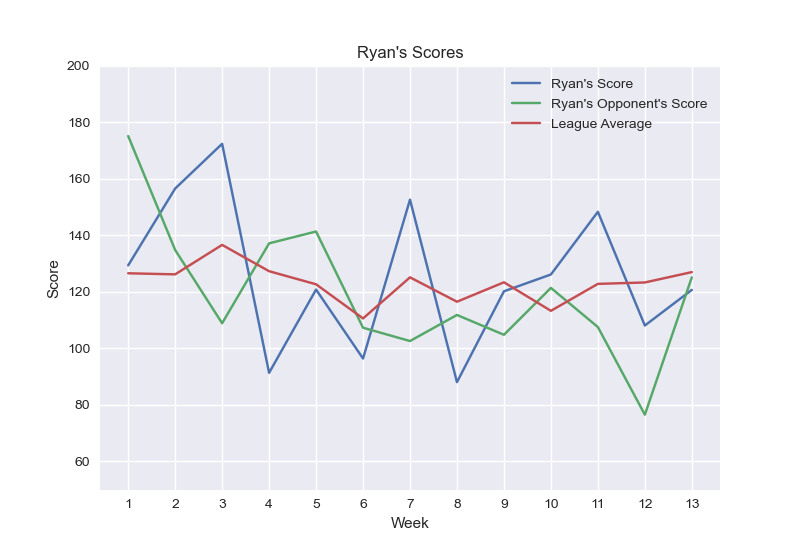 Ryan's Scores
200
180
160
140
120
100
80
60
Score
Ryan's Score
Ryan's Opponent's Score
League Average
1 2 3 4 5 6 7 8 9 10 11 12 13
Week